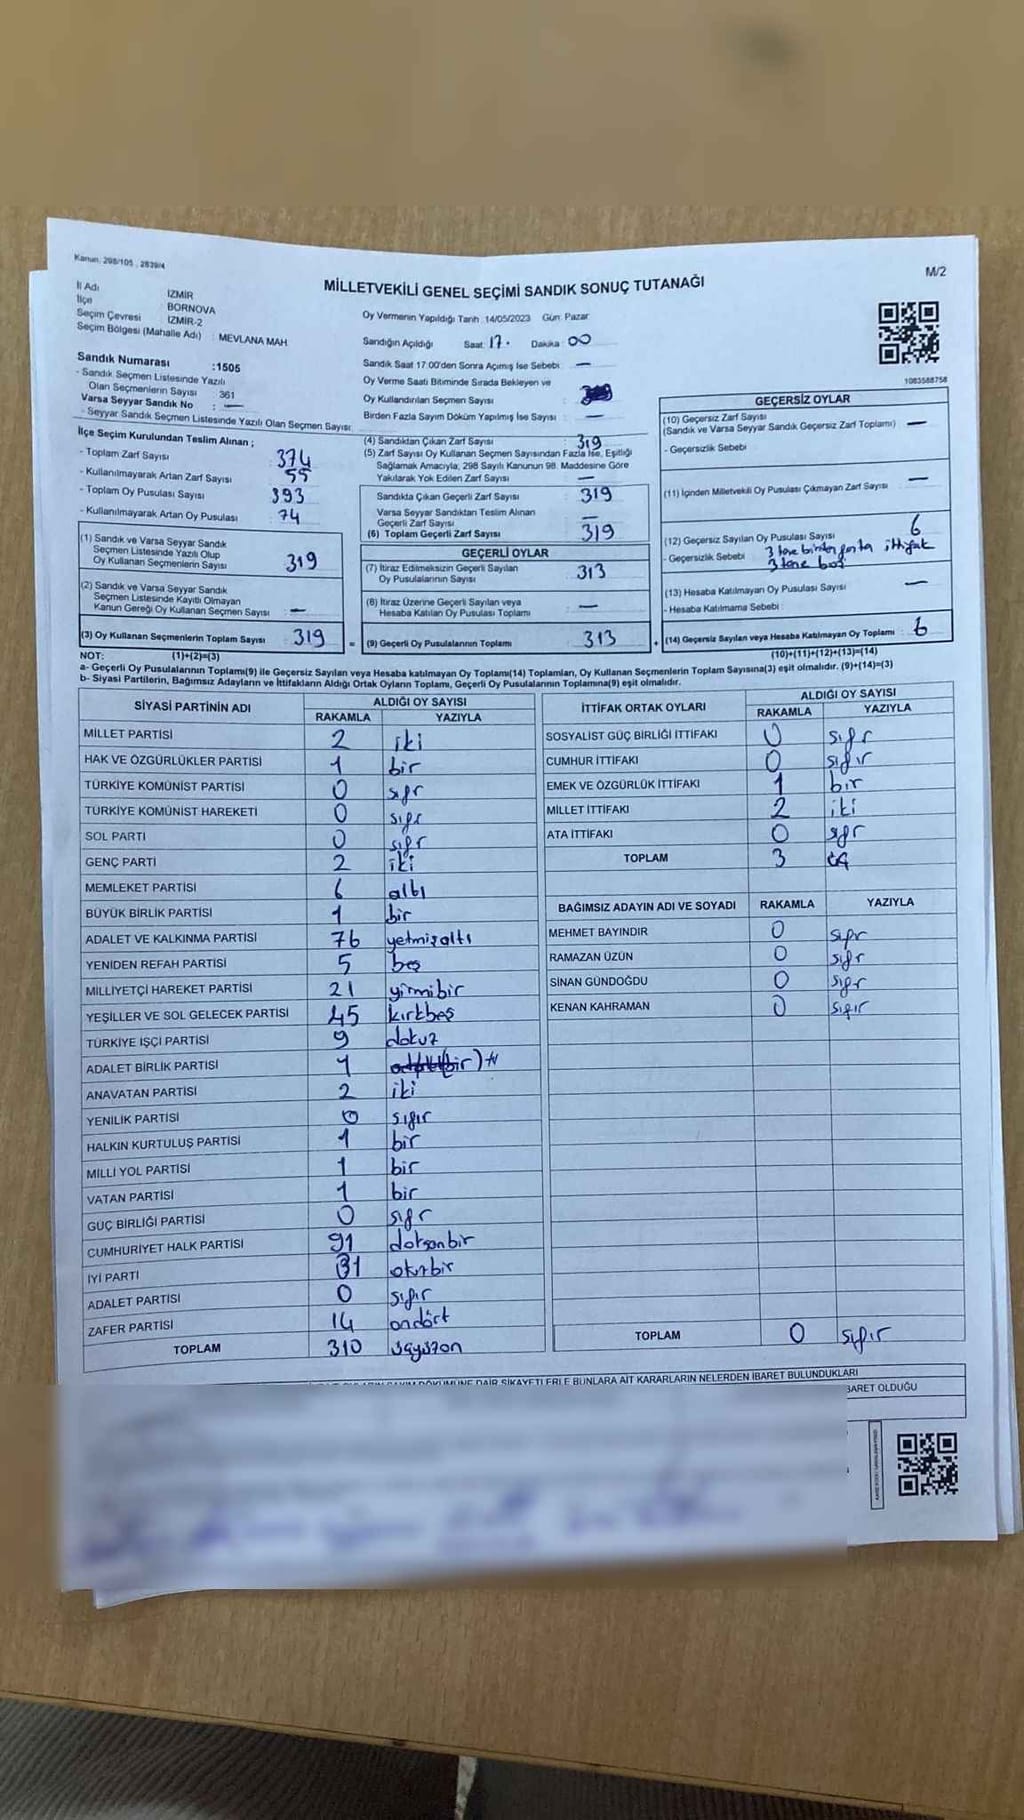 Kanun: 298/105 , 2839/4
M/2
MİLLETVEKİLİ GENEL SEÇİMİ SANDIK SONUÇ TUTANAĞI
İl Adı İZMİR
İlçe BORNOVA
Seçim Çevresi İZMİR-2
Seçim Bölgesi (Mahalle Adı) : MEVLANA MAH
Sandık Numarası :1505
- Sandık Seçmen Listesinde Yazılı
Olan Seçmenlerin Sayısı 361
Varsa Seyyar Sandık No : —
- Seyyar Sandık Seçmen Listesinde Yazılı Olan Seçmen Sayısı:
İlçe Seçim Kurulundan Teslim Alınan ;
- Toplam Zarf Sayısı : 374
- Kullanılmayarak Artan Zarf Sayısı : 55
- Toplam Oy Pusulası Sayısı : 393
- Kullanılmayarak Artan Oy Pusulası : 74
(1) Sandık ve Varsa Seyyar Sandık
Seçmen Listesinde Yazılı Olup
Oy Kullanan Seçmenlerin Sayısı : 319
(2) Sandık ve Varsa Seyyar Sandık
Seçmen Listesinde Kayıtlı Olmayan
Kanun Gereği Oy Kullanan Seçmen Sayısı : —
(3) Oy Kullanan Seçmenlerin Toplam Sayısı : 319
Oy Vermenin Yapıldığı Tarih :14/05/2023 Gün: Pazar
Sandığın Açıldığı Saat: 17. Dakika: 00
Sandık Saat 17:00'den Sonra Açımış İse Sebebi: —
Oy Verme Saati Bitiminde Sırada Bekleyen ve
Oy Kullandırılan Seçmen Sayısı :
Birden Fazla Sayım Döküm Yapılmış İse Sayısı : —
(4) Sandıktan Çıkan Zarf Sayısı : 319
(5) Zarf Sayısı Oy Kullanan Seçmen Sayısından Fazla İse, Eşitliği
Sağlamak Amacıyla, 298 Sayılı Kanunun 98. Maddesine Göre
Yakılarak Yok Edilen Zarf Sayısı : —
Sandıkta Çıkan Geçerli Zarf Sayısı : 319
Varsa Seyyar Sandıktan Teslim Alınan
Geçerli Zarf Sayısı : —
(6) Toplam Geçerli Zarf Sayısı : 319
GEÇERLİ OYLAR
(7) İtiraz Edilmeksizin Geçerli Sayılan
Oy Pusulalarının Sayısı : 313
(8) İtiraz Üzerine Geçerli Sayılan veya
Hesaba Katılan Oy Pusulası Toplamı : —
= (9) Geçerli Oy Pusulalarının Toplamı : 313
1083588758
GEÇERSİZ OYLAR
(10) Geçersiz Zarf Sayısı
(Sandık ve Varsa Seyyar Sandık Geçersiz Zarf Toplamı) : —
- Geçersizlik Sebebi :
(11) İçinden Milletvekili Oy Pusulası Çıkmayan Zarf Sayısı : —
(12) Geçersiz Sayılan Oy Pusulası Sayısı : 6
- Geçersizlik Sebebi : 3 tane birden fazla ittifak
3 tane boş
(13) Hesaba Katılmayan Oy Pusulası Sayısı : —
- Hesaba Katılmama Sebebi :
+ (14) Geçersiz Sayılan veya Hesaba Katılmayan Oy Toplamı : 6
NOT: (1)+(2)=(3) (10)+(11)+(12)+(13)=(14)
a- Geçerli Oy Pusulalarının Toplamı(9) ile Geçersiz Sayılan veya Hesaba Katılmayan Oy Toplam(14) Toplamları, Oy Kullanan Seçmenlerin Toplam Sayısına(3) eşit olmalıdır. (9)+(14)=(3)
b- Siyasi Partilerin, Bağımsız Adayların ve İttifakların Aldığı Ortak Oyların Toplamı, Geçerli Oy Pusulalarının Toplamına(9) eşit olmalıdır.
SİYASİ PARTİNİN ADI ALDIĞI OY SAYISI
RAKAMLA YAZIYLA
MİLLET PARTİSİ 2 iki
HAK VE ÖZGÜRLÜKLER PARTİSİ 1 bir
TÜRKİYE KOMÜNİST PARTİSİ 0 sıfır
TÜRKİYE KOMÜNİST HAREKETİ 0 sıfır
SOL PARTİ 0 sıfır
GENÇ PARTİ 2 iki
MEMLEKET PARTİSİ 6 altı
BÜYÜK BİRLİK PARTİSİ 1 bir
ADALET VE KALKINMA PARTİSİ 76 yetmişaltı
YENİDEN REFAH PARTİSİ 5 beş
MİLLİYETÇİ HAREKET PARTİSİ 21 yirmibir
YEŞİLLER VE SOL GELECEK PARTİSİ 45 kırkbeş
TÜRKİYE İŞÇİ PARTİSİ 9 dokuz
ADALET BİRLİK PARTİSİ 1 (bir)
ANAVATAN PARTİSİ 2 iki
YENİLİK PARTİSİ 0 sıfır
HALKIN KURTULUŞ PARTİSİ 1 bir
MİLLİ YOL PARTİSİ 1 bir
VATAN PARTİSİ 1 bir
GÜÇ BİRLİĞİ PARTİSİ 0 sıfır
CUMHURİYET HALK PARTİSİ 91 doksanbir
İYİ PARTİ 31 otuzbir
ADALET PARTİSİ 0 sıfır
ZAFER PARTİSİ 14 ondört
TOPLAM 310 üçyüzon
İTTİFAK ORTAK OYLARI ALDIĞI OY SAYISI
RAKAMLA YAZIYLA
SOSYALİST GÜÇ BİRLİĞİ İTTİFAKI 0 sıfır
CUMHUR İTTİFAKI 0 sıfır
EMEK VE ÖZGÜRLÜK İTTİFAKI 1 bir
MİLLET İTTİFAKI 2 iki
ATA İTTİFAKI 0 sıfır
TOPLAM 3 üç
BAĞIMSIZ ADAYIN ADI VE SOYADI RAKAMLA YAZIYLA
MEHMET BAYINDIR 0 sıfır
RAMAZAN ÜZÜN 0 sıfır
SİNAN GÜNDOĞDU 0 sıfır
KENAN KAHRAMAN 0 sıfır
TOPLAM 0 sıfır
DÖKÜMÜNE DAİR ŞİKAYETLERLE BUNLARA AİT KARARLARIN NELERDEN İBARET BULUNDUKLARI
BARET OLDUĞU